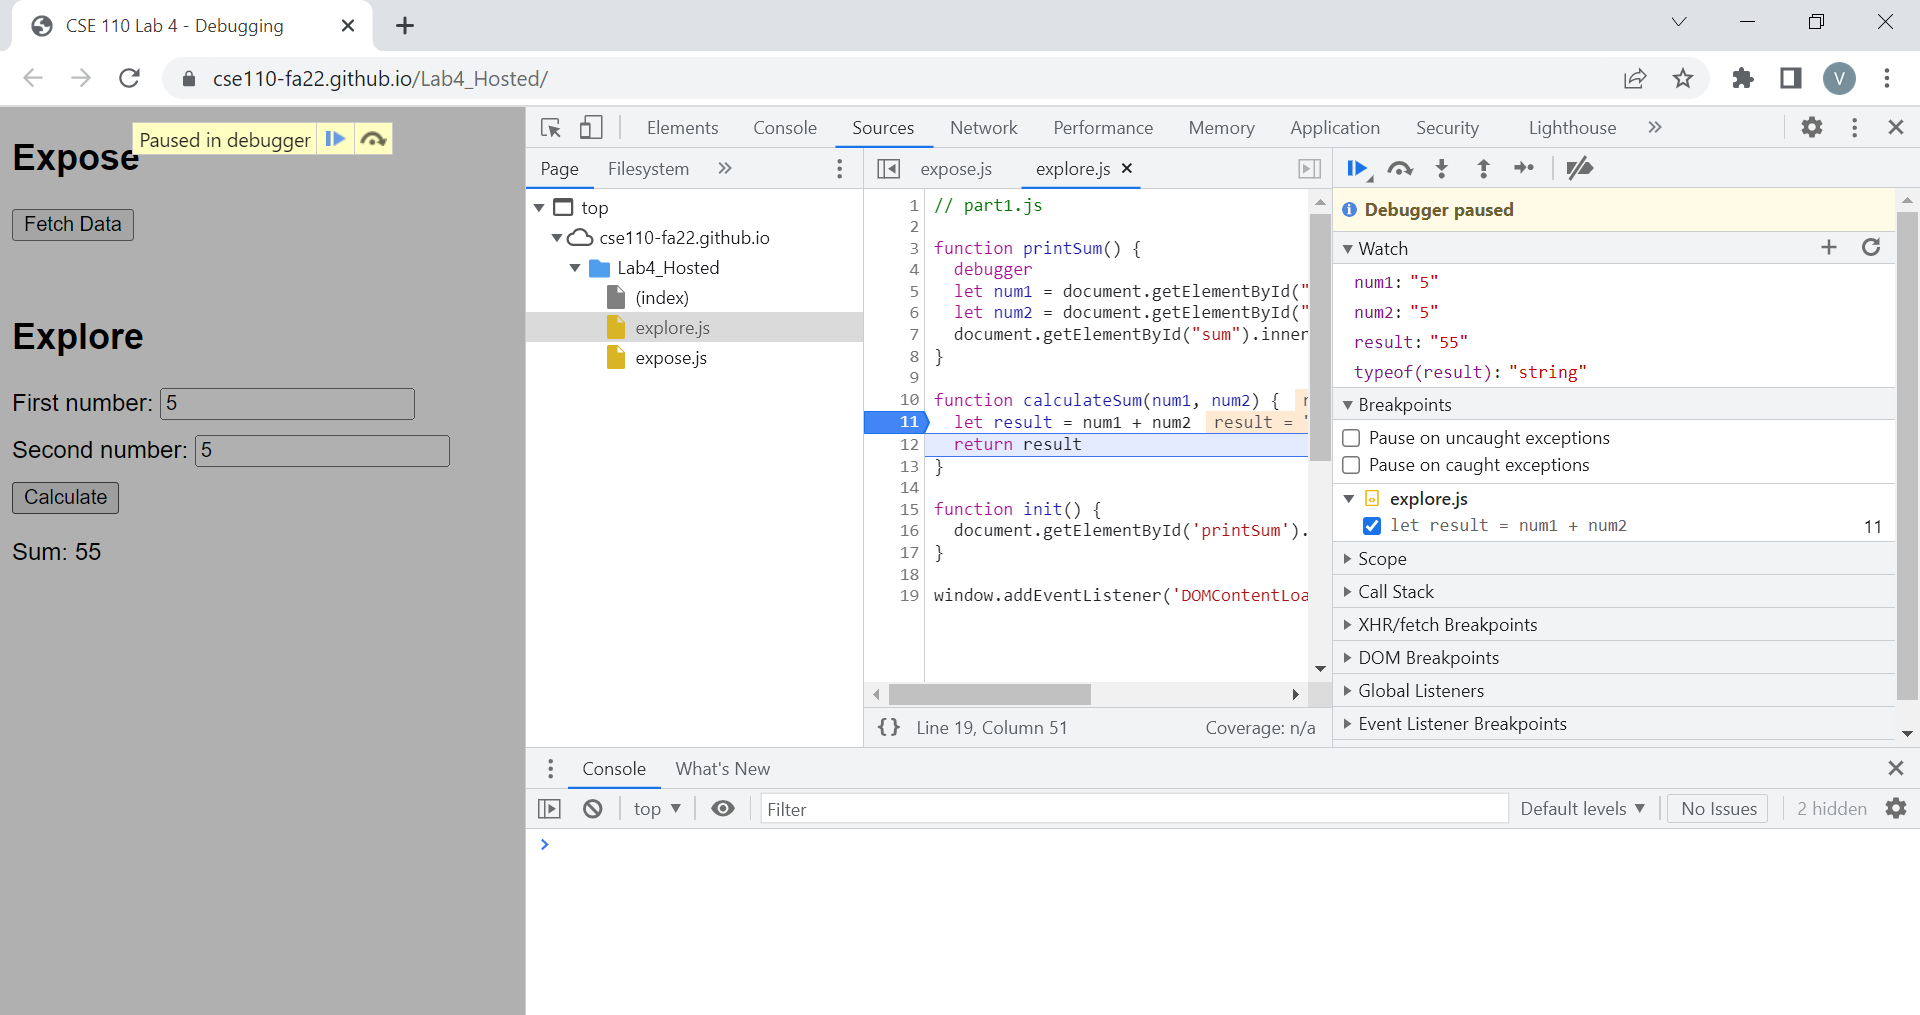 CSE 110 Lab 4 - Debugging
cse110-fa22.github.io/Lab4_Hosted/
V
Paused in debugger
Expose
Fetch Data
Explore
First number: 5
Second number: 5
Calculate
Sum: 55
Elements Console Sources Network Performance Memory Application Security Lighthouse
Page Filesystem
top
cse110-fa22.github.io
Lab4_Hosted
(index)
explore.js
expose.js
expose.js explore.js
1 // part1.js
2
3 function printSum() {
4 debugger
5 let num1 = document.getElementById("
6 let num2 = document.getElementById("
7 document.getElementById("sum").inner
8 }
9
10 function calculateSum(num1, num2) {
11 let result = num1 + num2 result = 
12 return result
13 }
14
15 function init() {
16 document.getElementById('printSum').
17 }
18
19 window.addEventListener('DOMContentLoa
{} Line 19, Column 51 Coverage: n/a
Debugger paused
Watch
num1: "5"
num2: "5"
result: "55"
typeof(result): "string"
Breakpoints
Pause on uncaught exceptions
Pause on caught exceptions
explore.js
let result = num1 + num2 11
Scope
Call Stack
XHR/fetch Breakpoints
DOM Breakpoints
Global Listeners
Event Listener Breakpoints
Console What's New
top Filter Default levels No Issues 2 hidden